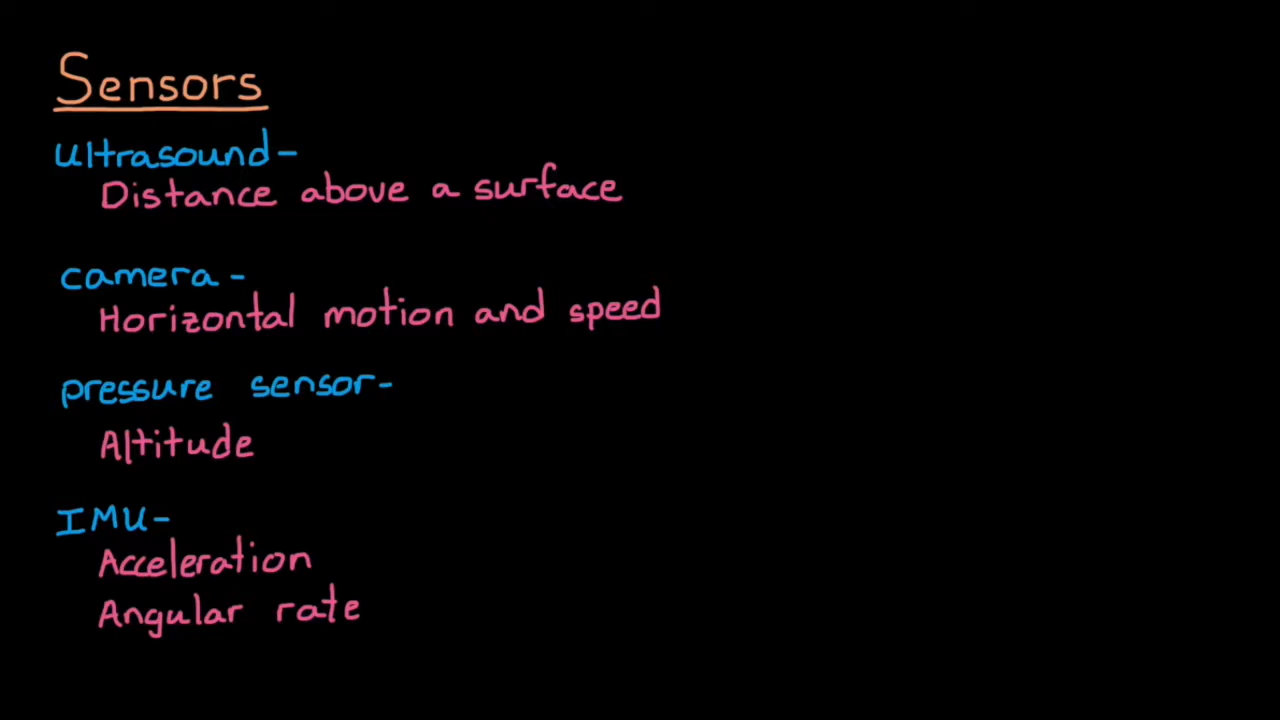 Sensors
ultrasound-
Distance above a surface
camera-
Horizontal motion and speed
pressure sensor-
Altitude
IMU-
Acceleration
Angular rate